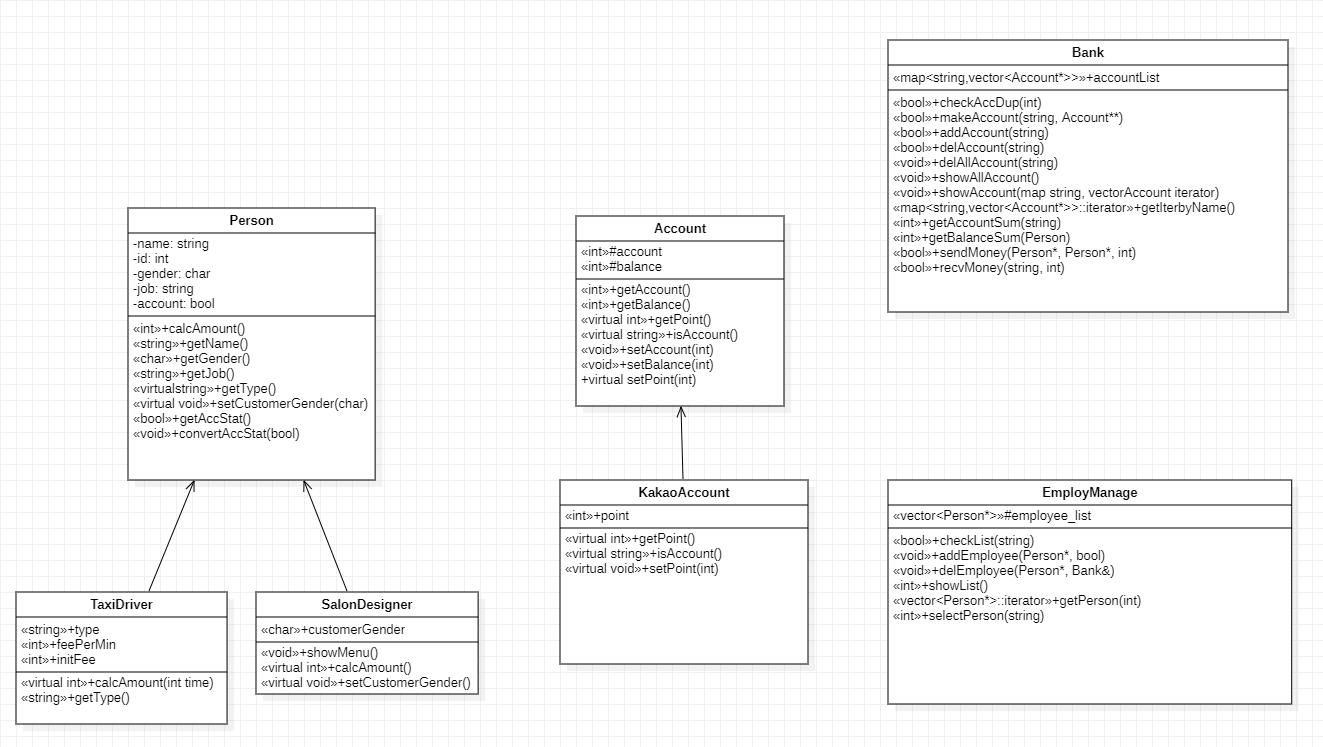 Person
-name: string
-id: int
-gender: char
-job: string
-account: bool
«int»+calcAmount()
«string»+getName()
«char»+getGender()
«string»+getJob()
«virtualstring»+getType()
«virtual void»+setCustomerGender(char)
«bool»+getAccStat()
«void»+convertAccStat(bool)
TaxiDriver
«string»+type
«int»+feePerMin
«int»+initFee
«virtual int»+calcAmount(int time)
«string»+getType()
SalonDesigner
«char»+customerGender
«void»+showMenu()
«virtual int»+calcAmount()
«virtual void»+setCustomerGender()
Account
«int»#account
«int»#balance
«int»+getAccount()
«int»+getBalance()
«virtual int»+getPoint()
«virtual string»+isAccount()
«void»+setAccount(int)
«void»+setBalance(int)
+virtual setPoint(int)
KakaoAccount
«int»+point
«virtual int»+getPoint()
«virtual string»+isAccount()
«virtual void»+setPoint(int)
Bank
«map<string,vector<Account*>>»+accountList
«bool»+checkAccDup(int)
«bool»+makeAccount(string, Account**)
«bool»+addAccount(string)
«bool»+delAccount(string)
«void»+delAllAccount(string)
«void»+showAllAccount()
«void»+showAccount(map string, vectorAccount iterator)
«map<string,vector<Account*>>::iterator»+getIterbyName()
«int»+getAccountSum(string)
«int»+getBalanceSum(Person)
«bool»+sendMoney(Person*, Person*, int)
«bool»+recvMoney(string, int)
EmployManage
«vector<Person*>»#employee_list
«bool»+checkList(string)
«void»+addEmployee(Person*, bool)
«void»+delEmployee(Person*, Bank&)
«int»+showList()
«vector<Person*>::iterator»+getPerson(int)
«int»+selectPerson(string)